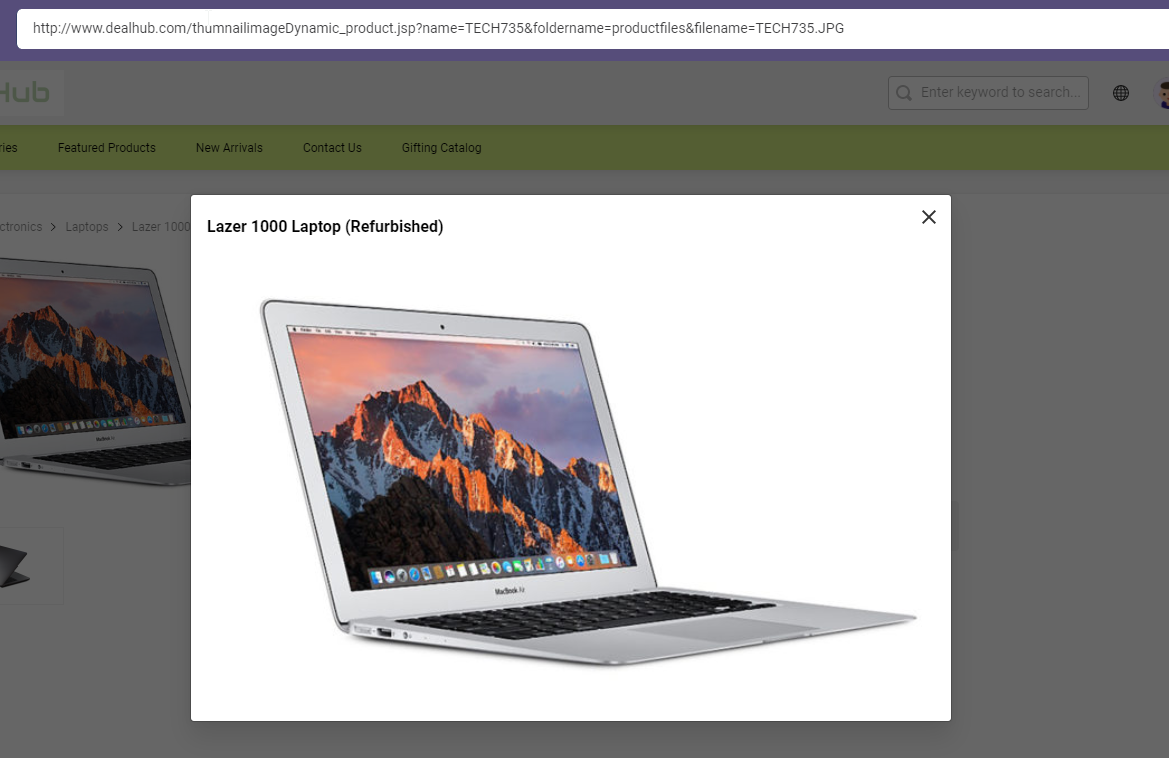 http://www.dealhub.com/thumnailimageDynamic_product.jsp?name=TECH735&foldername=productfiles&filename=TECH735.JPG
Hub
Enter keyword to search...
ries
Featured Products
New Arrivals
Contact Us
Gifting Catalog
ctronics > Laptops > Lazer 1000
Lazer 1000 Laptop (Refurbished)
MacBook Air
MacBook Air